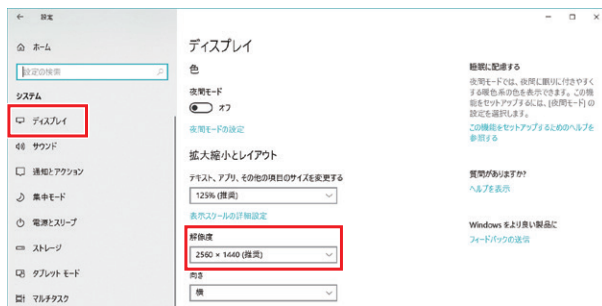 ← 設定
ホーム
設定の検索
システム
ディスプレイ
サウンド
通知とアクション
集中モード
電源とスリープ
ストレージ
タブレット モード
マルチタスク
ディスプレイ
色
夜間モード
オフ
夜間モードの設定
拡大縮小とレイアウト
テキスト、アプリ、その他の項目のサイズを変更する
125% (推奨)
表示スケールの詳細設定
解像度
2560 × 1440 (推奨)
向き
横
睡眠に配慮する
夜間モードでは、夜間に眠りに付きやすく
する暖色系の色を表示できます。この機
能をセットアップするには、[夜間モード] の
設定を選択します。
この機能をセットアップするためのヘルプを
参照する
質問がありますか?
ヘルプを表示
Windows をより良い製品に
フィードバックの送信